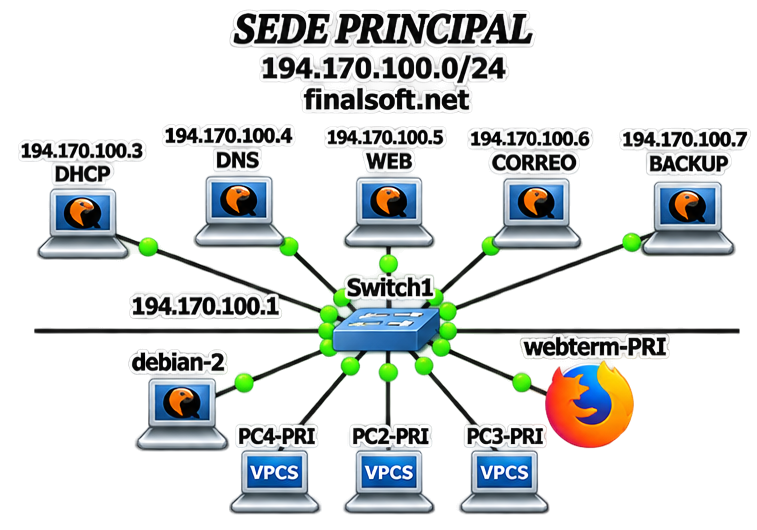 SEDE PRINCIPAL
194.170.100.0/24
finalsoft.net
194.170.100.3
DHCP
194.170.100.4
DNS
194.170.100.5
WEB
194.170.100.6
CORREO
194.170.100.7
BACKUP
Switch1
194.170.100.1
debian-2
webterm-PRI
PC4-PRI
PC2-PRI
PC3-PRI
VPCS
VPCS
VPCS